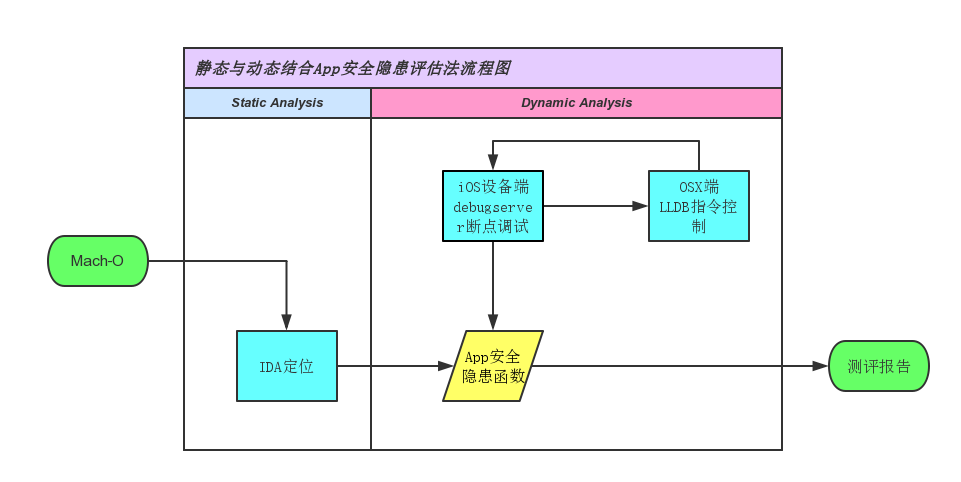 静态与动态结合App安全隐患评估法流程图
Static Analysis
Dynamic Analysis
iOS设备端
debugserve
r断点调试
OSX端
LLDB指令控
制
Mach-O
IDA定位
App安全
隐患函数
测评报告